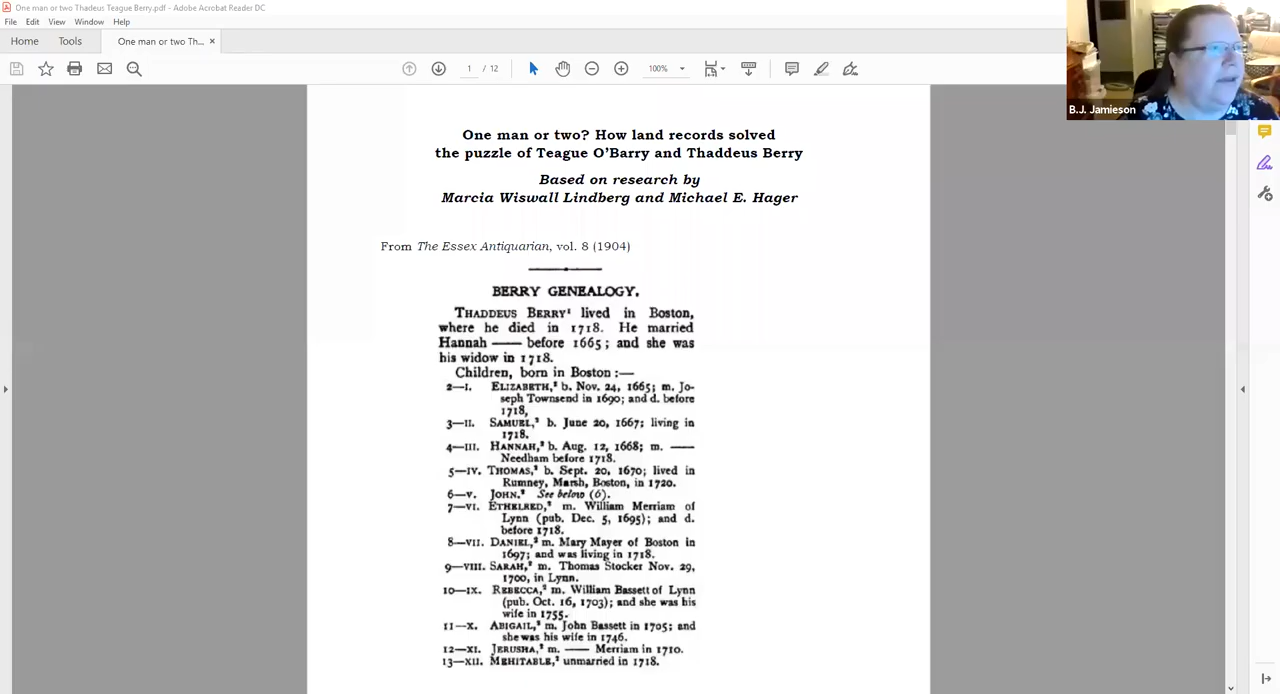 One man or two Thadeus Teague Berry.pdf - Adobe Acrobat Reader DC
File Edit View Window Help
Home Tools One man or two Th... ×
1 / 12 100%
B.J. Jamieson
One man or two? How land records solved
the puzzle of Teague O'Barry and Thaddeus Berry
Based on research by
Marcia Wiswall Lindberg and Michael E. Hager
From The Essex Antiquarian, vol. 8 (1904)
BERRY GENEALOGY.
THADDEUS BERRY¹ lived in Boston,
where he died in 1718. He married
Hannah —— before 1665; and she was
his widow in 1718.
Children, born in Boston:—
2—I. ELIZABETH,² b. Nov. 24, 1665; m. Jo-
seph Townsend in 1690; and d. before
1718,
3—II. SAMUEL,² b. June 20, 1667; living in
1718.
4—III. HANNAH,² b. Aug. 12, 1668; m. ——
Needham before 1718.
5—IV. THOMAS,² b. Sept. 20, 1670; lived in
Rumney, Marsh, Boston, in 1720.
6—V. JOHN.² See below (6).
7—VI. ETHELRED,² m. William Merriam of
Lynn (pub. Dec. 5, 1695); and d.
before 1718.
8—VII. DANIEL,² m. Mary Mayer of Boston in
1697; and was living in 1718.
9—VIII. SARAH,² m. Thomas Stocker Nov. 29,
1700, in Lynn.
10—IX. REBECCA,² m. William Bassett of Lynn
(pub. Oct. 16, 1703); and she was his
wife in 1755.
11—X. ABIGAIL,² m. John Bassett in 1705; and
she was his wife in 1746.
12—XI. JERUSHA,² m. —— Merriam in 1710.
13—XII. MEHITABLE,² unmarried in 1718.